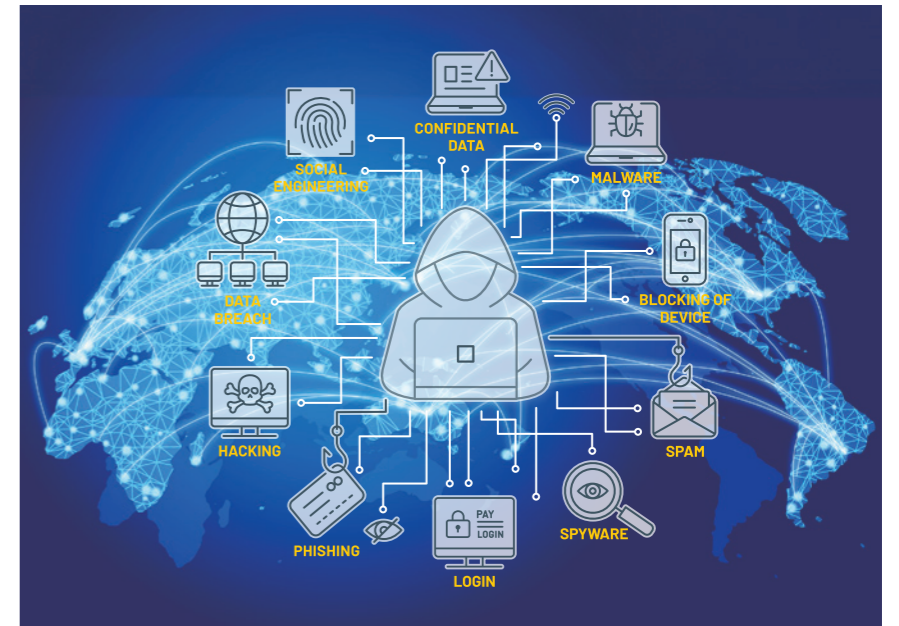 CONFIDENTIAL
DATA
SOCIAL
ENGINEERING
MALWARE
DATA
BREACH
BLOCKING OF
DEVICE
HACKING
SPAM
PHISHING
PAY
LOGIN
SPYWARE
LOGIN